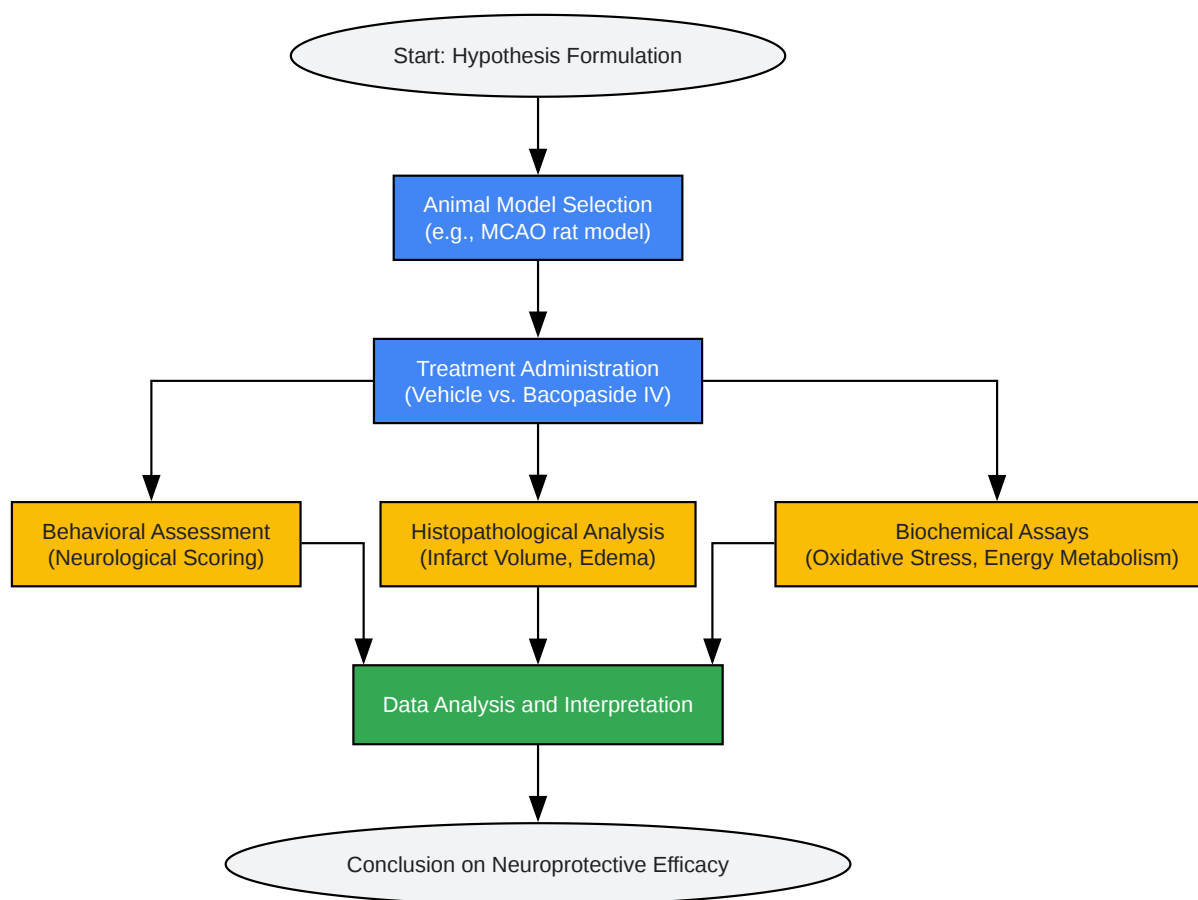 Start: Hypothesis Formulation
Animal Model Selection
(e.g., MCAO rat model)
Treatment Administration
(Vehicle vs. Bacopaside IV)
Behavioral Assessment
(Neurological Scoring)
Histopathological Analysis
(Infarct Volume, Edema)
Biochemical Assays
(Oxidative Stress, Energy Metabolism)
Data Analysis and Interpretation
Conclusion on Neuroprotective Efficacy